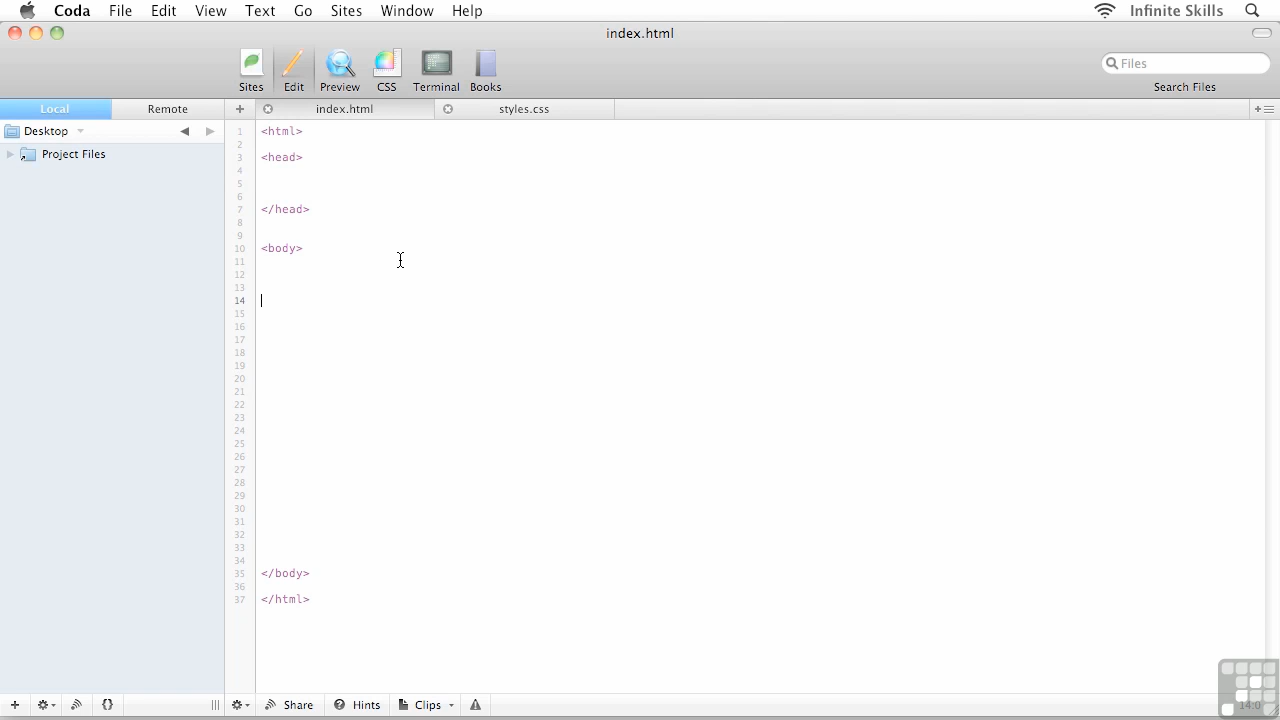 Coda File Edit View Text Go Sites Window Help Infinite Skills
index.html
Sites Edit Preview CSS Terminal Books Files
Search Files
Local Remote + index.html styles.css
Desktop
Project Files
1 <html>
2
3 <head>
4
5
6
7 </head>
8
9
10 <body>
11
12
13
14
15
16
17
18
19
20
21
22
23
24
25
26
27
28
29
30
31
32
33
34
35 </body>
36
37 </html>
+ {} Share Hints Clips 14:0